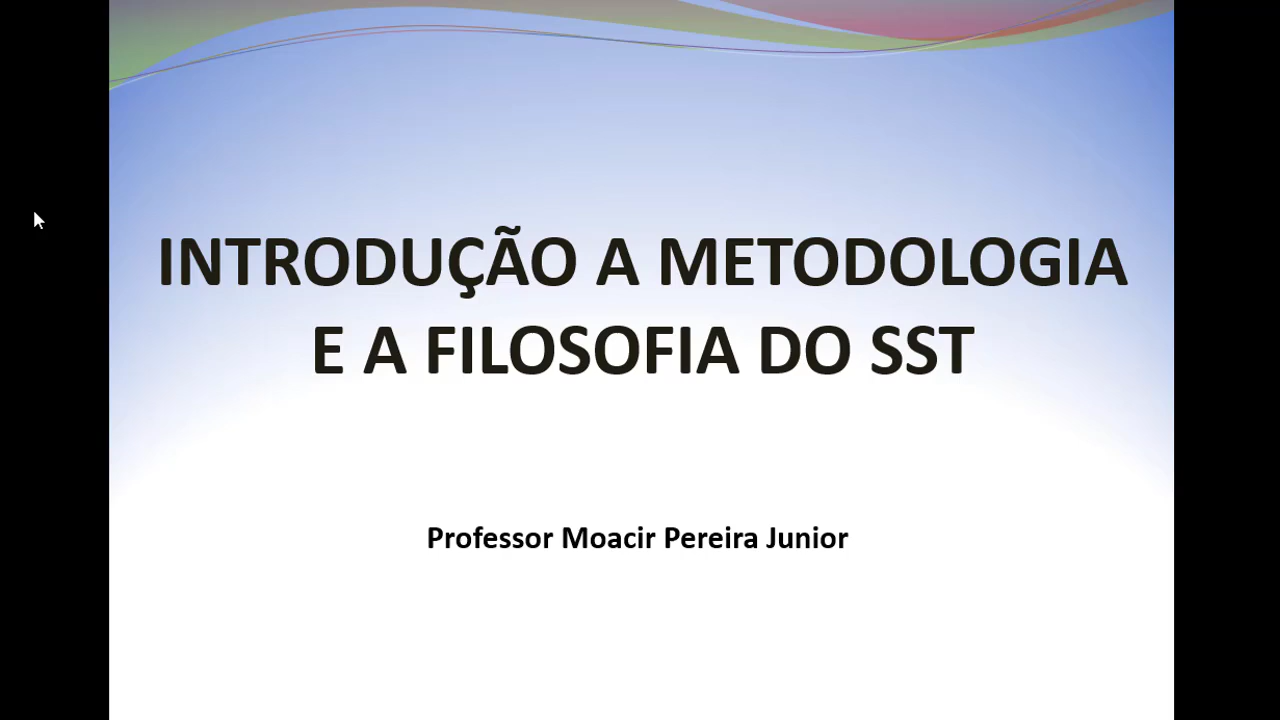 INTRODUÇÃO A METODOLOGIA
E A FILOSOFIA DO SST
Professor Moacir Pereira Junior